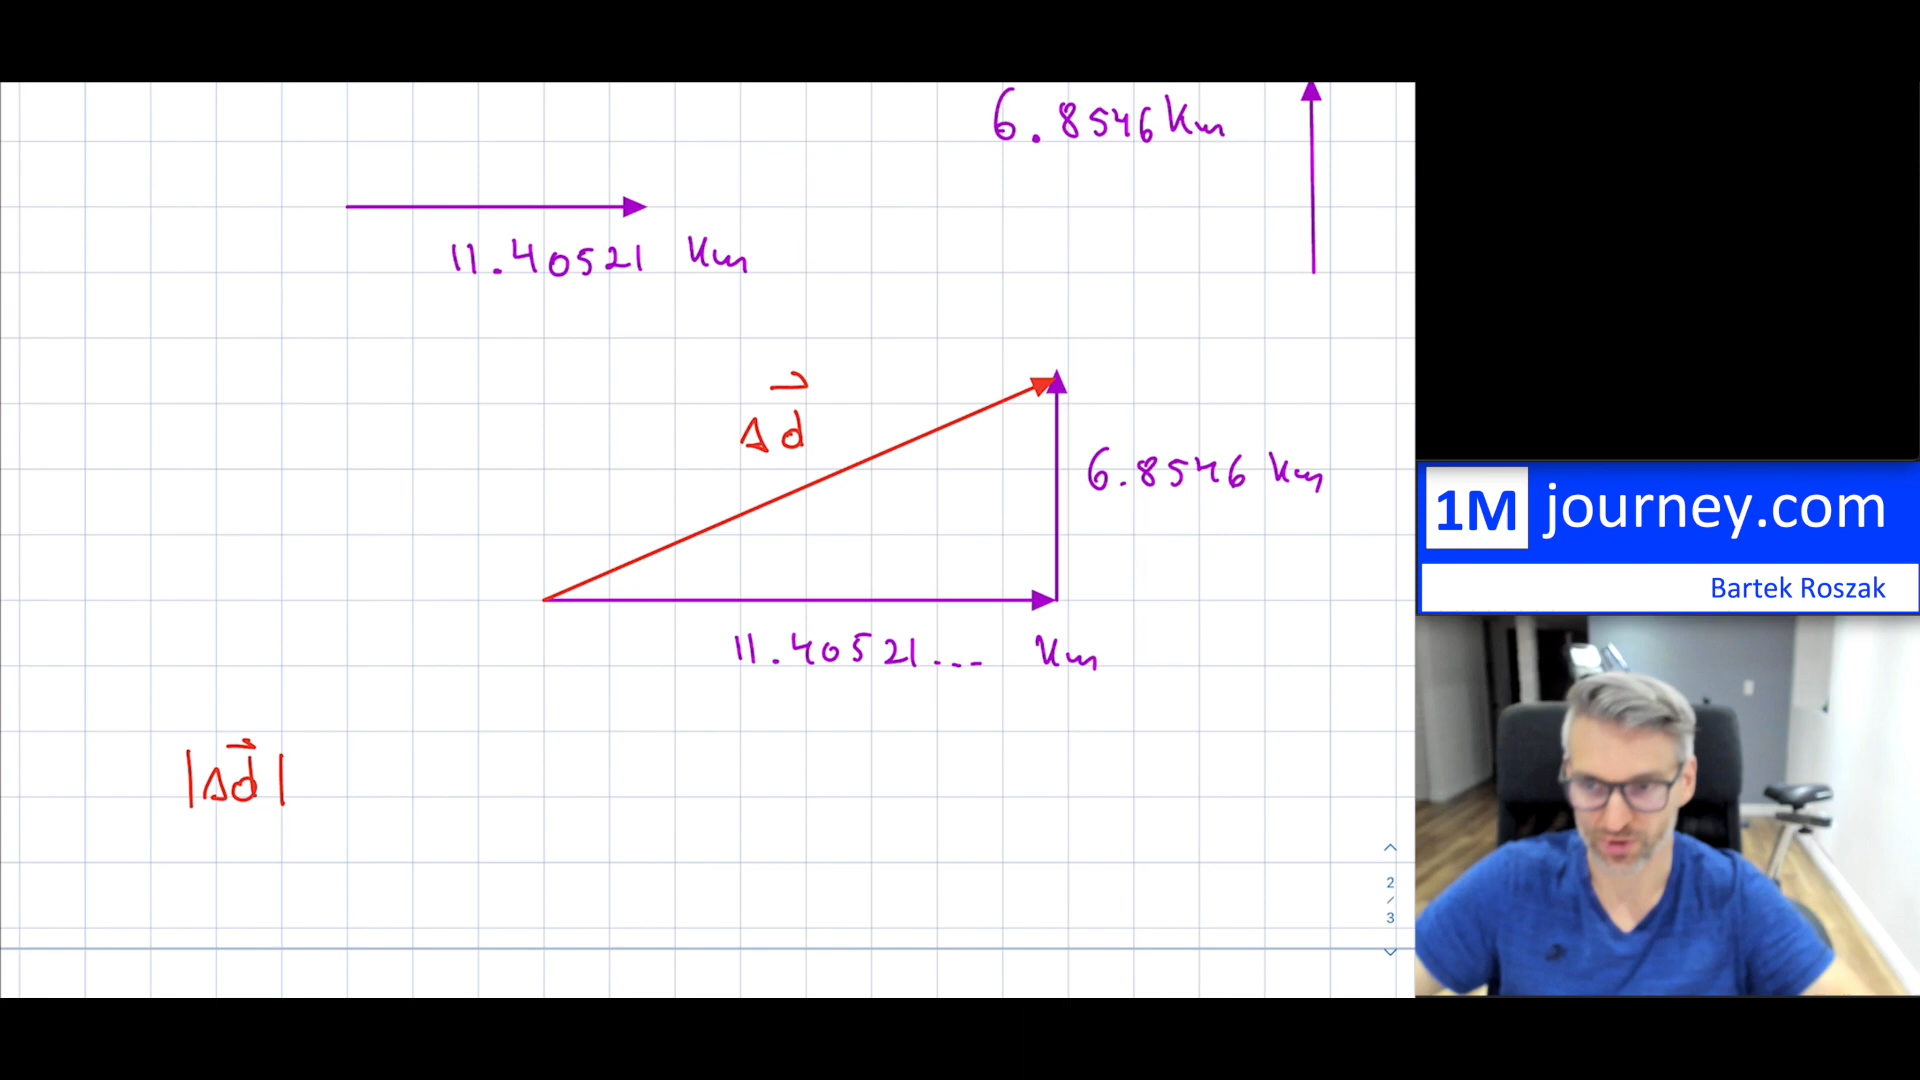 6.8546 Km
11.40521 Km
Δd⃗
6.8546 Km
11.40521... Km
|Δd⃗|
1M journey.com
Bartek Roszak
2
/
3